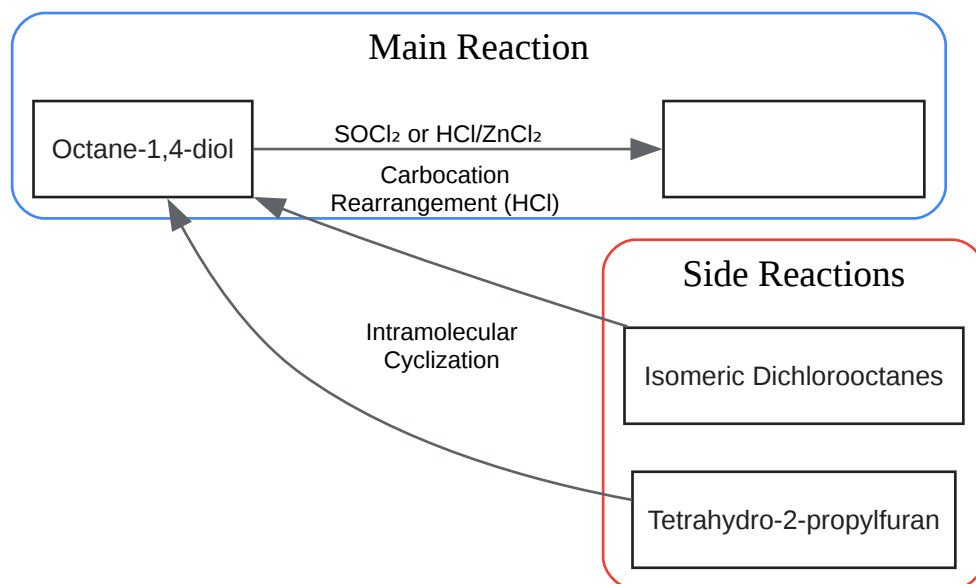 Main Reaction
Octane-1,4-diol
SOCl₂ or HCl/ZnCl₂
Carbocation
Rearrangement (HCl)
Side Reactions
Intramolecular
Cyclization
Isomeric Dichlorooctanes
Tetrahydro-2-propylfuran